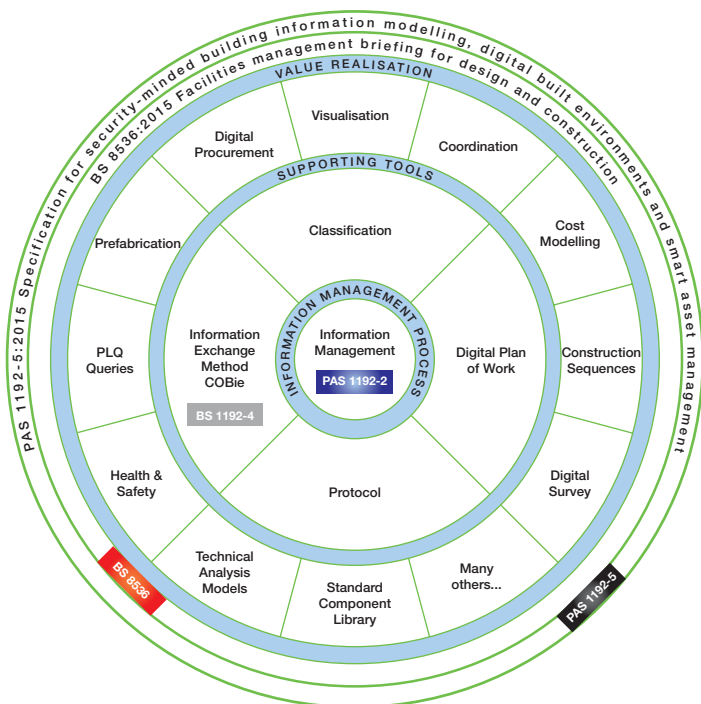 PAS 1192-5:2015 Specification for security-minded building information modelling, digital built environments and smart asset management
BS 8536:2015 Facilities management briefing for design and construction
VALUE REALISATION
Visualisation
Digital
Procurement
Coordination
SUPPORTING TOOLS
Classification
Prefabrication
Cost
Modelling
INFORMATION MANAGEMENT PROCESS
Information
Exchange
Method
COBie
BS 1192-4
Information
Management
PAS 1192-2
Digital Plan
of Work
PLQ
Queries
Construction
Sequences
Health &
Safety
Protocol
Digital
Survey
Technical
Analysis
Models
Standard
Component
Library
Many
others...
BS 8536
PAS 1192-5